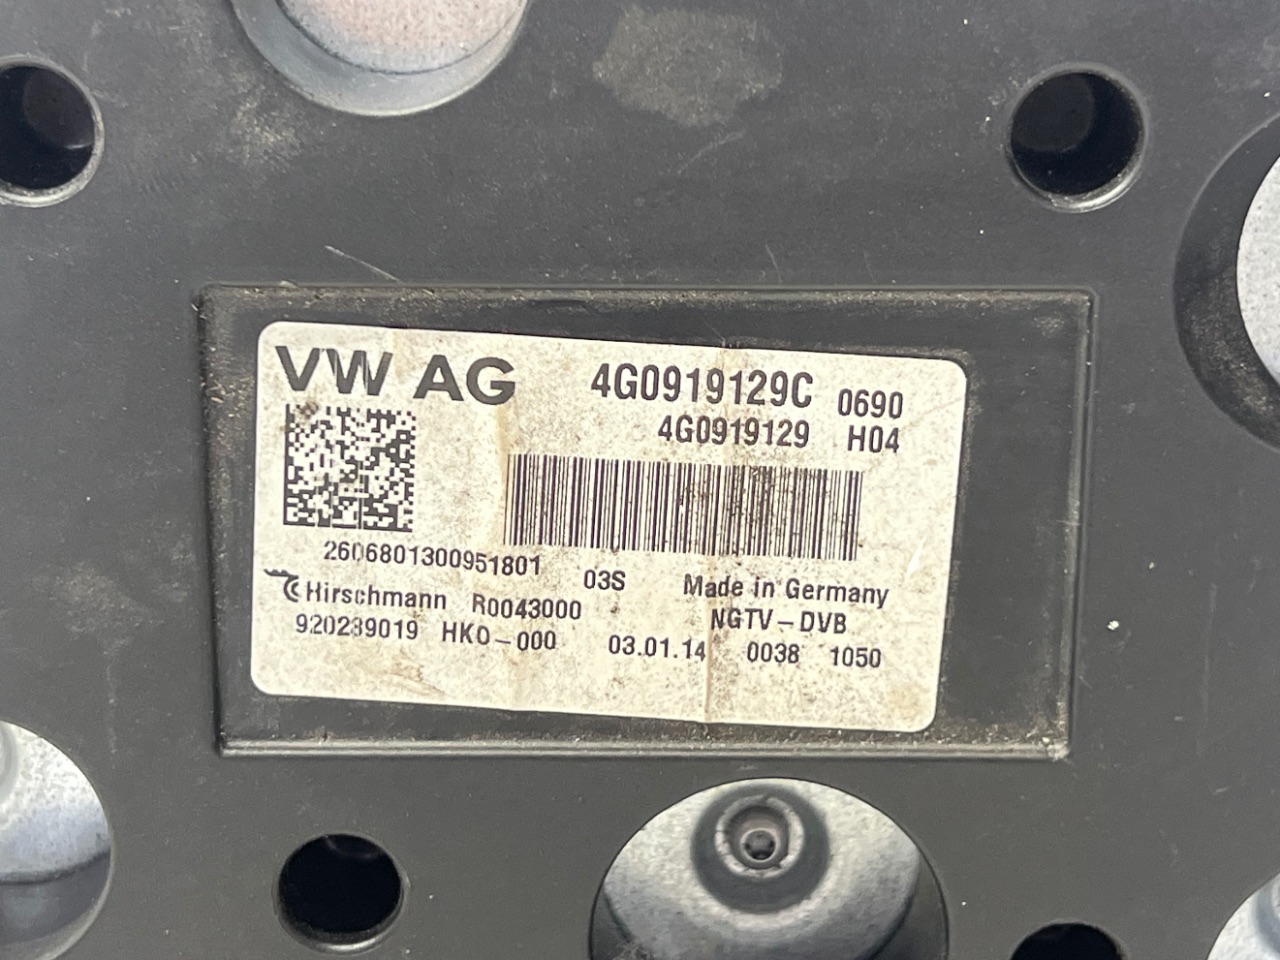 VW AG 4G0919129C 0690
4G0919129 H04
2606801300951801 03S Made in Germany
Hirschmann R0043000 NGTV-DVB
920239019 HKO-000 03.01.14 0038 1050